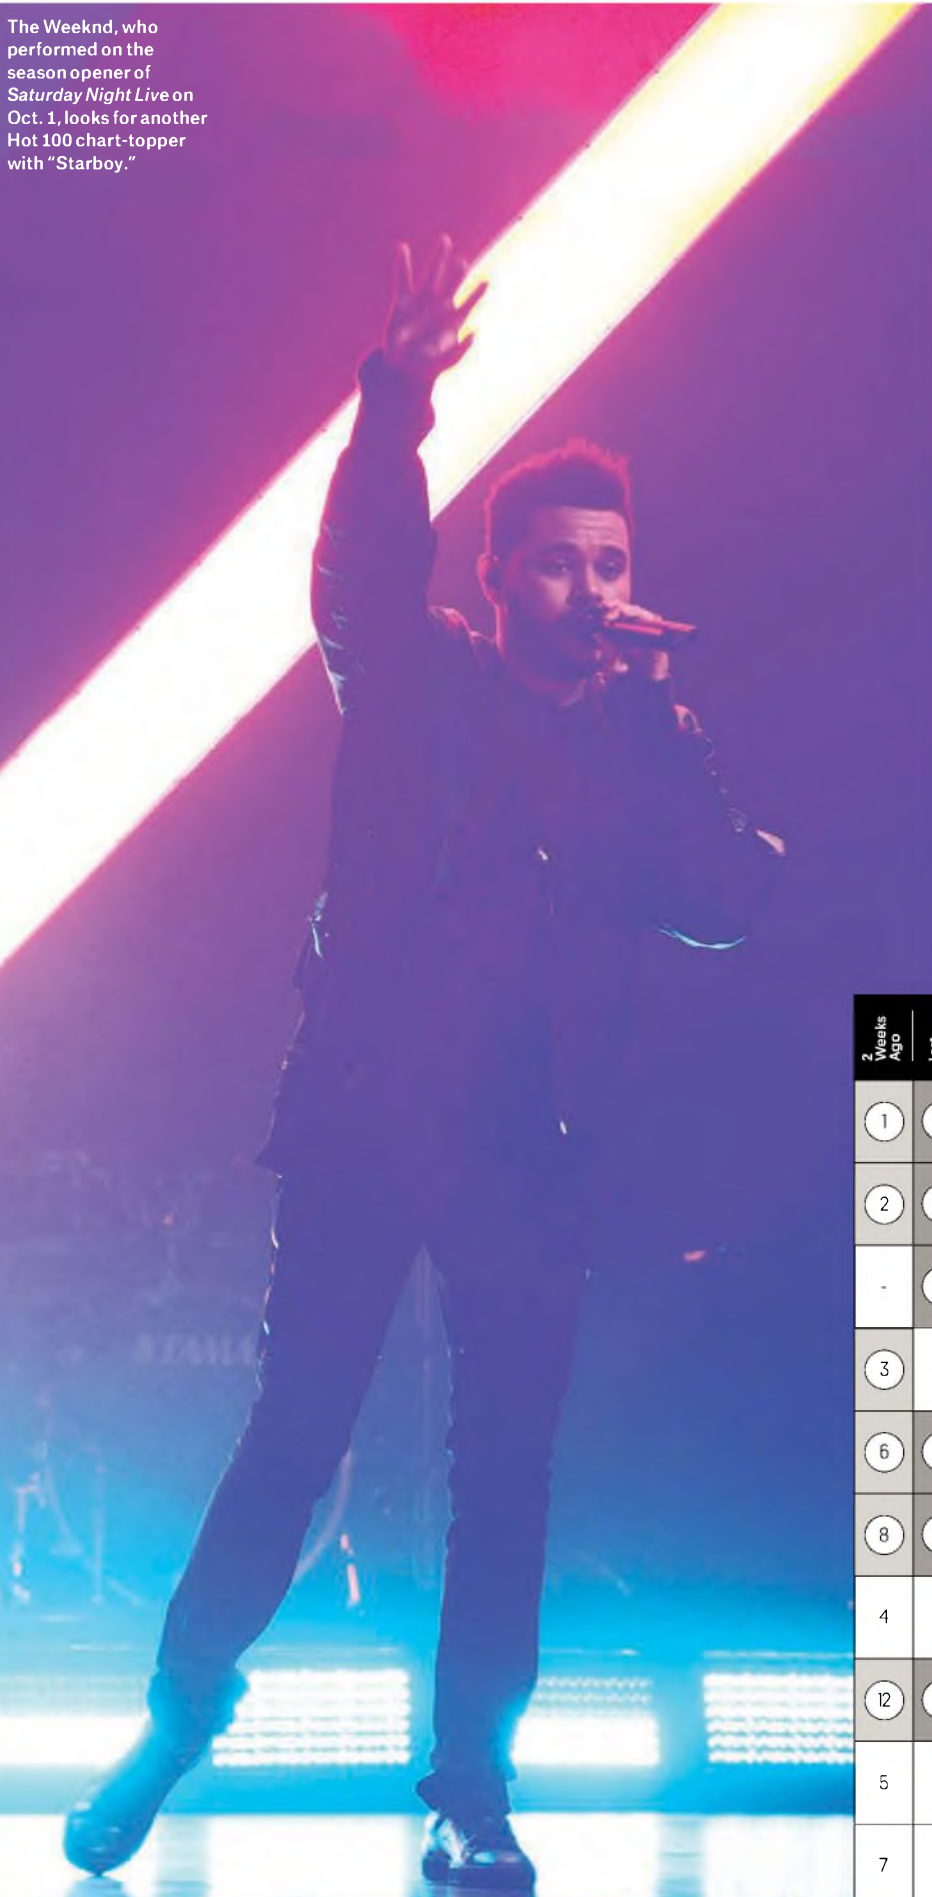 The Weeknd, who
performed on the
season opener of
Saturday Night Live on
Oct. 1, looks for another
Hot 100 chart-topper
with “Starboy.”
TAMA
2
Weeks
Ago
1
2
-
3
6
8
4
12
5
7